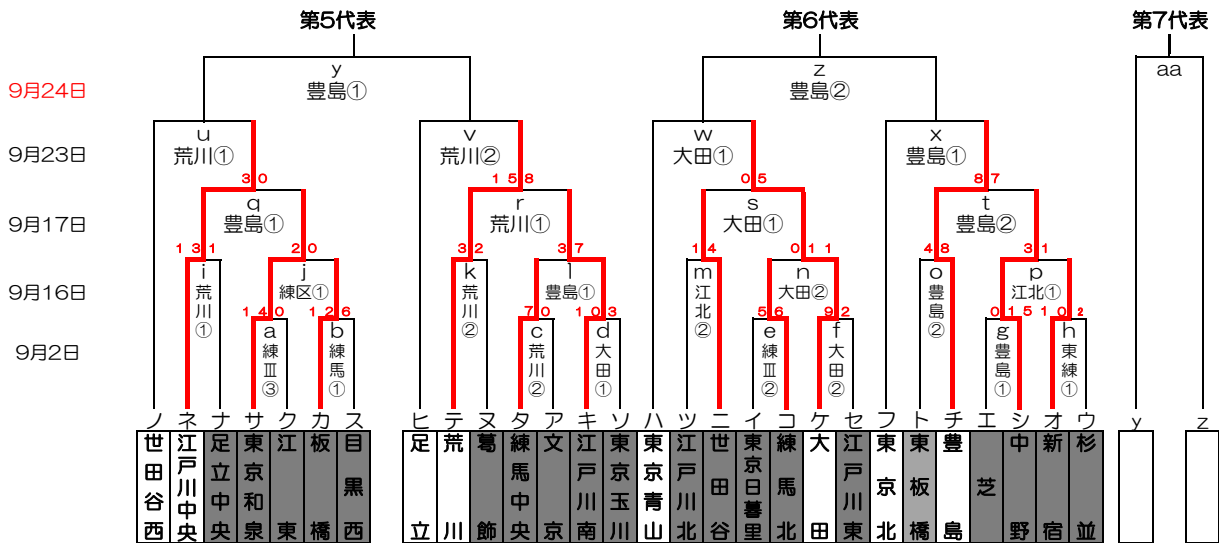 第5代表 第6代表 第7代表
y z aa
9月24日 豊島① 豊島②
u v w x
9月23日 荒川① 荒川② 大田① 豊島①
3 0 1 5 8 0 5 8 7
q r s t
9月17日 豊島① 荒川① 大田① 豊島②
1 3 1 2 0 3 2 3 7 1 4 0 1 1 4 8 3 1
i j k l m n o p
9月16日 荒川① 練区① 荒川② 豊島① 江北② 大田② 豊島② 江北①
1 4 0 1 2 6 7 0 1 0 3 5 6 9 2 0 1 5 1 0 2
a b c d e f g h
9月2日 練Ⅲ③ 練馬① 荒川② 大田① 練Ⅲ② 大田② 豊島① 東練①
ノ ネ ナ サ ク カ ス ヒ テ ヌ タ ア キ ソ ハ ツ ニ イ コ ケ セ フ ト チ エ シ オ ウ y z
世田谷西
江戸川中央
足立中央
東京和泉
江東
板橋
目黒西
足立
荒川
葛飾
練馬中央
文京
江戸川南
東京玉川
東京青山
江戸川北
世田谷
東京日暮里
練馬北
大田
江戸川東
東京北
東板橋
豊島
芝
中野
新宿
杉並